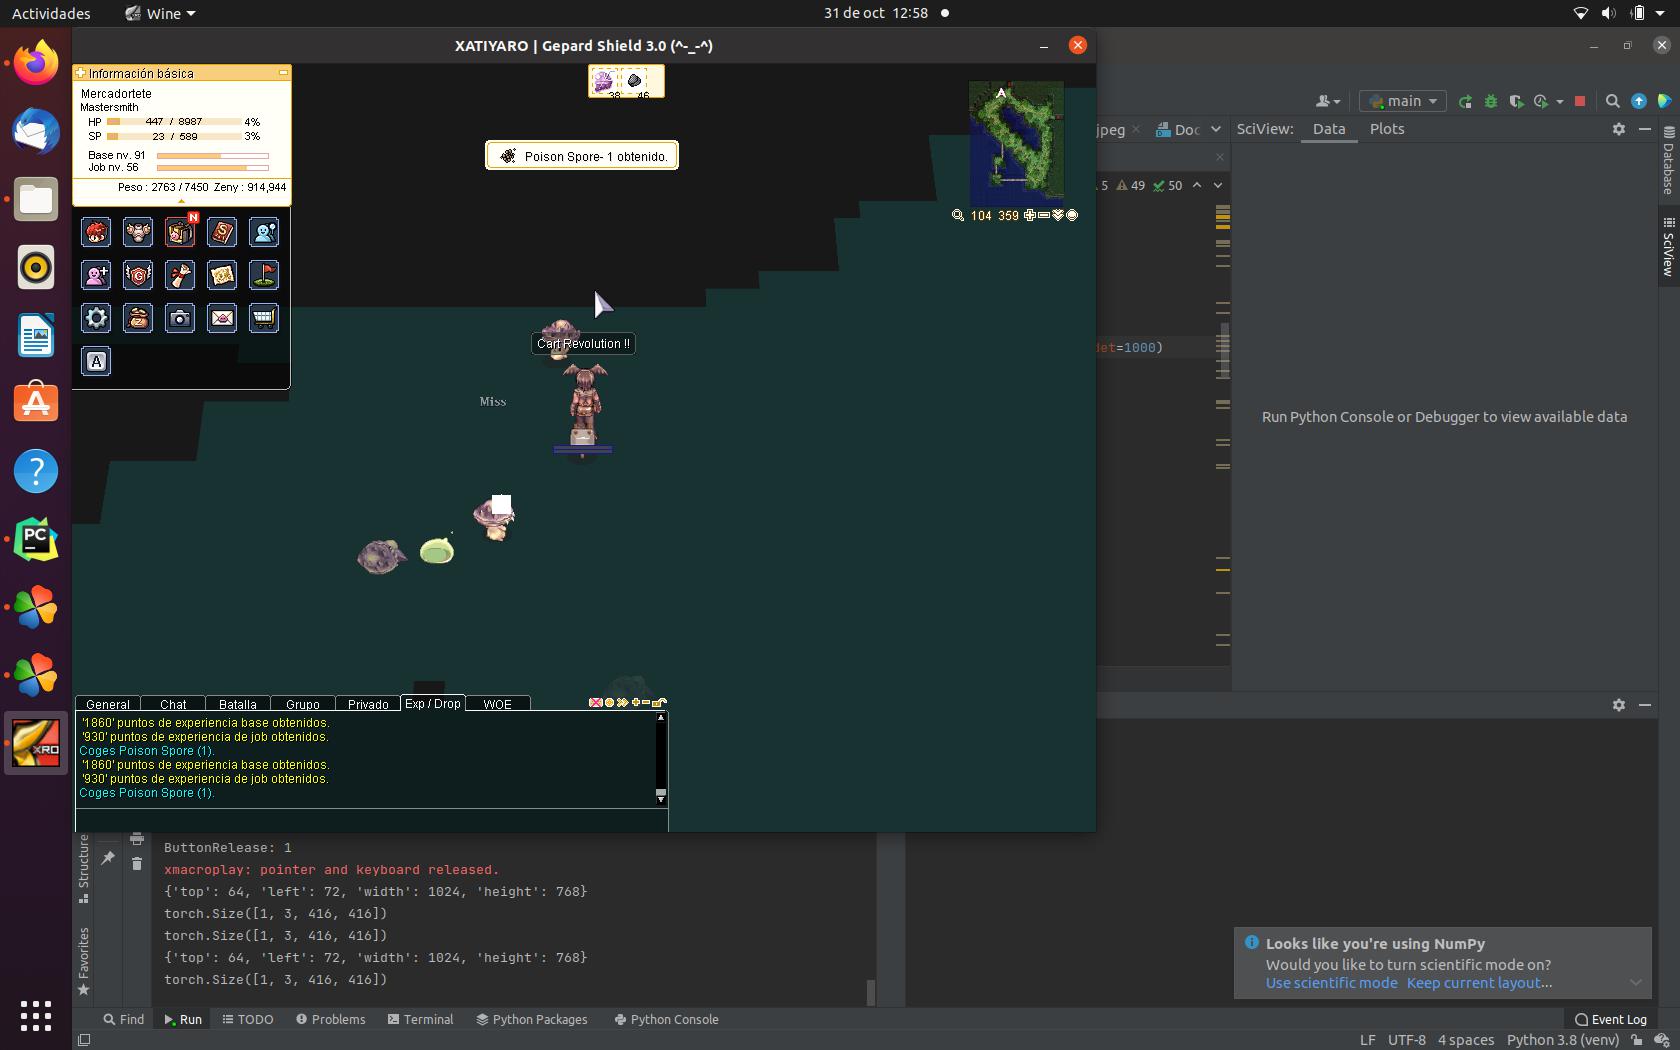 Actividades
Wine
31 de oct 12:58
XATIYARO | Gepard Shield 3.0 (^-_-^)
Información básica
Mercadortete
Mastersmith
HP 447 / 8987 4%
SP 23 / 589 3%
Base nv. 91
Job nv. 56
Peso : 2763 / 7450 Zeny : 914,944
N
S
G
A
38 46
Poison Spore- 1 obtenido.
104 359
Cart Revolution !!
Miss
General
Chat
Batalla
Grupo
Privado
Exp / Drop
WOE
'1860' puntos de experiencia base obtenidos.
'930' puntos de experiencia de job obtenidos.
Coges Poison Spore (1).
'1860' puntos de experiencia base obtenidos.
'930' puntos de experiencia de job obtenidos.
Coges Poison Spore (1).
main
jpeg
Doc
SciView:
Data
Plots
5 49 50
det=1000)
Run Python Console or Debugger to view available data
Database
SciView
PC
XRO
Structure
Favorites
ButtonRelease: 1
xmacroplay: pointer and keyboard released.
{'top': 64, 'left': 72, 'width': 1024, 'height': 768}
torch.Size([1, 3, 416, 416])
torch.Size([1, 3, 416, 416])
{'top': 64, 'left': 72, 'width': 1024, 'height': 768}
torch.Size([1, 3, 416, 416])
Looks like you're using NumPy
Would you like to turn scientific mode on?
Use scientific mode Keep current layout...
Find
Run
TODO
Problems
Terminal
Python Packages
Python Console
Event Log
LF UTF-8 4 spaces Python 3.8 (venv)